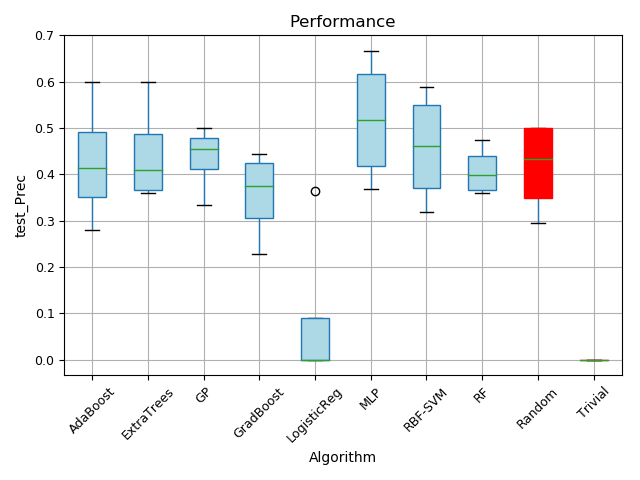 Performance
0.7
0.6
0.5
0.4
0.3
0.2
0.1
0.0
test_Prec
AdaBoost
ExtraTrees
GP
GradBoost
LogisticReg
MLP
RBF-SVM
RF
Random
Trivial
Algorithm